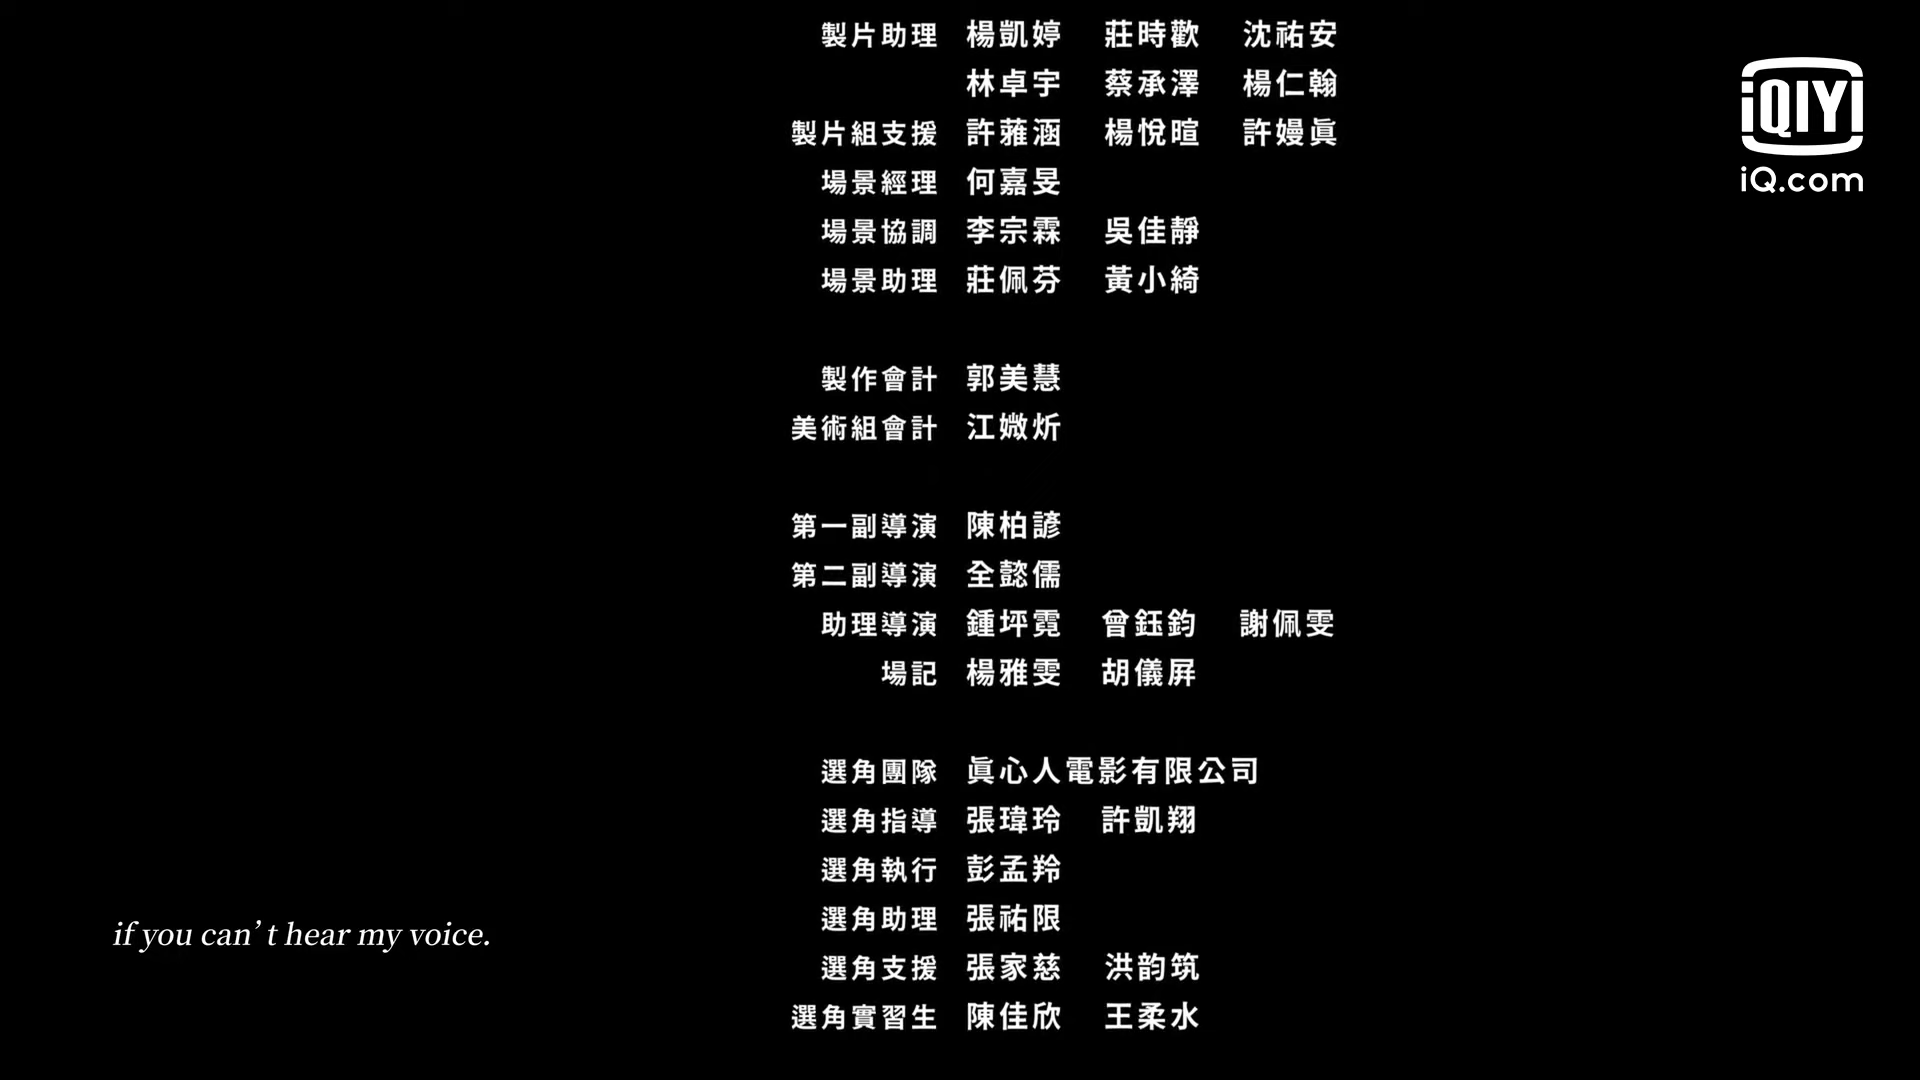 製片助理 楊凱婷 莊時歡 沈祐安
林卓宇 蔡承澤 楊仁翰
製片組支援 許蕥涵 楊悅暄 許嫚眞
場景經理 何嘉旻
場景協調 李宗霖 吳佳靜
場景助理 莊佩芬 黃小綺
製作會計 郭美慧
美術組會計 江媺炘
第一副導演 陳柏諺
第二副導演 全懿儒
助理導演 鍾坪霓 曾鈺鈞 謝佩雯
場記 楊雅雯 胡儀屏
選角團隊 眞心人電影有限公司
選角指導 張瑋玲 許凱翔
選角執行 彭孟羚
選角助理 張祐限
選角支援 張家慈 洪韵筑
選角實習生 陳佳欣 王柔水
if you can't hear my voice.
iQIYI
iQ.com